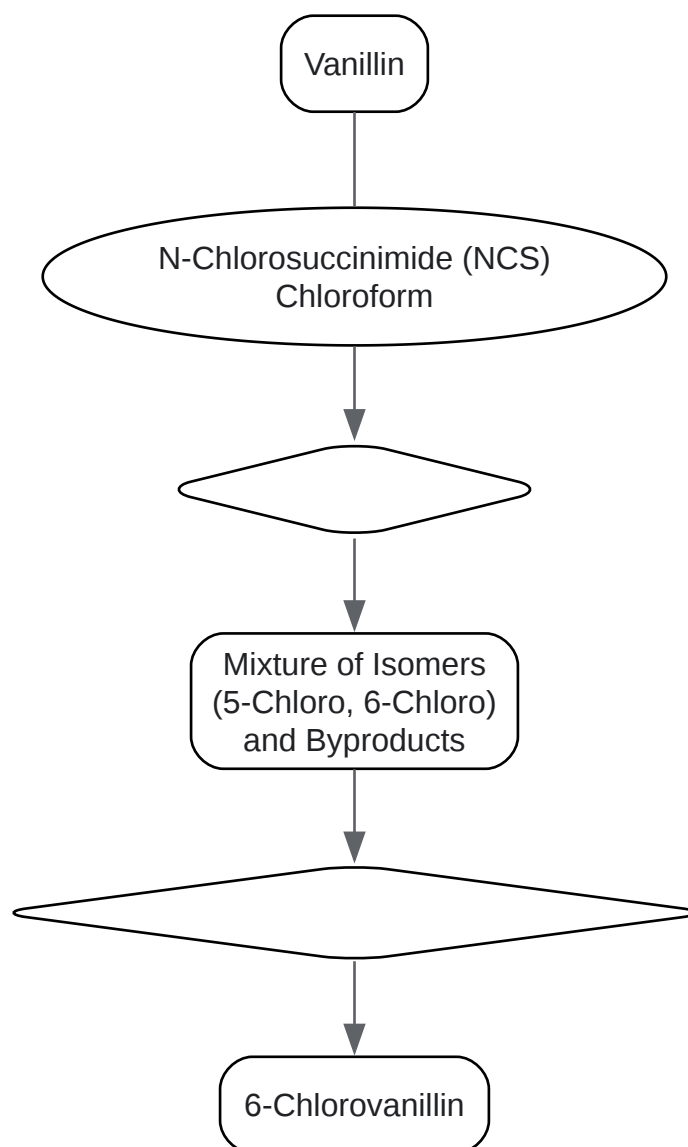 Vanillin
N-Chlorosuccinimide (NCS)
Chloroform
Mixture of Isomers
(5-Chloro, 6-Chloro)
and Byproducts
6-Chlorovanillin